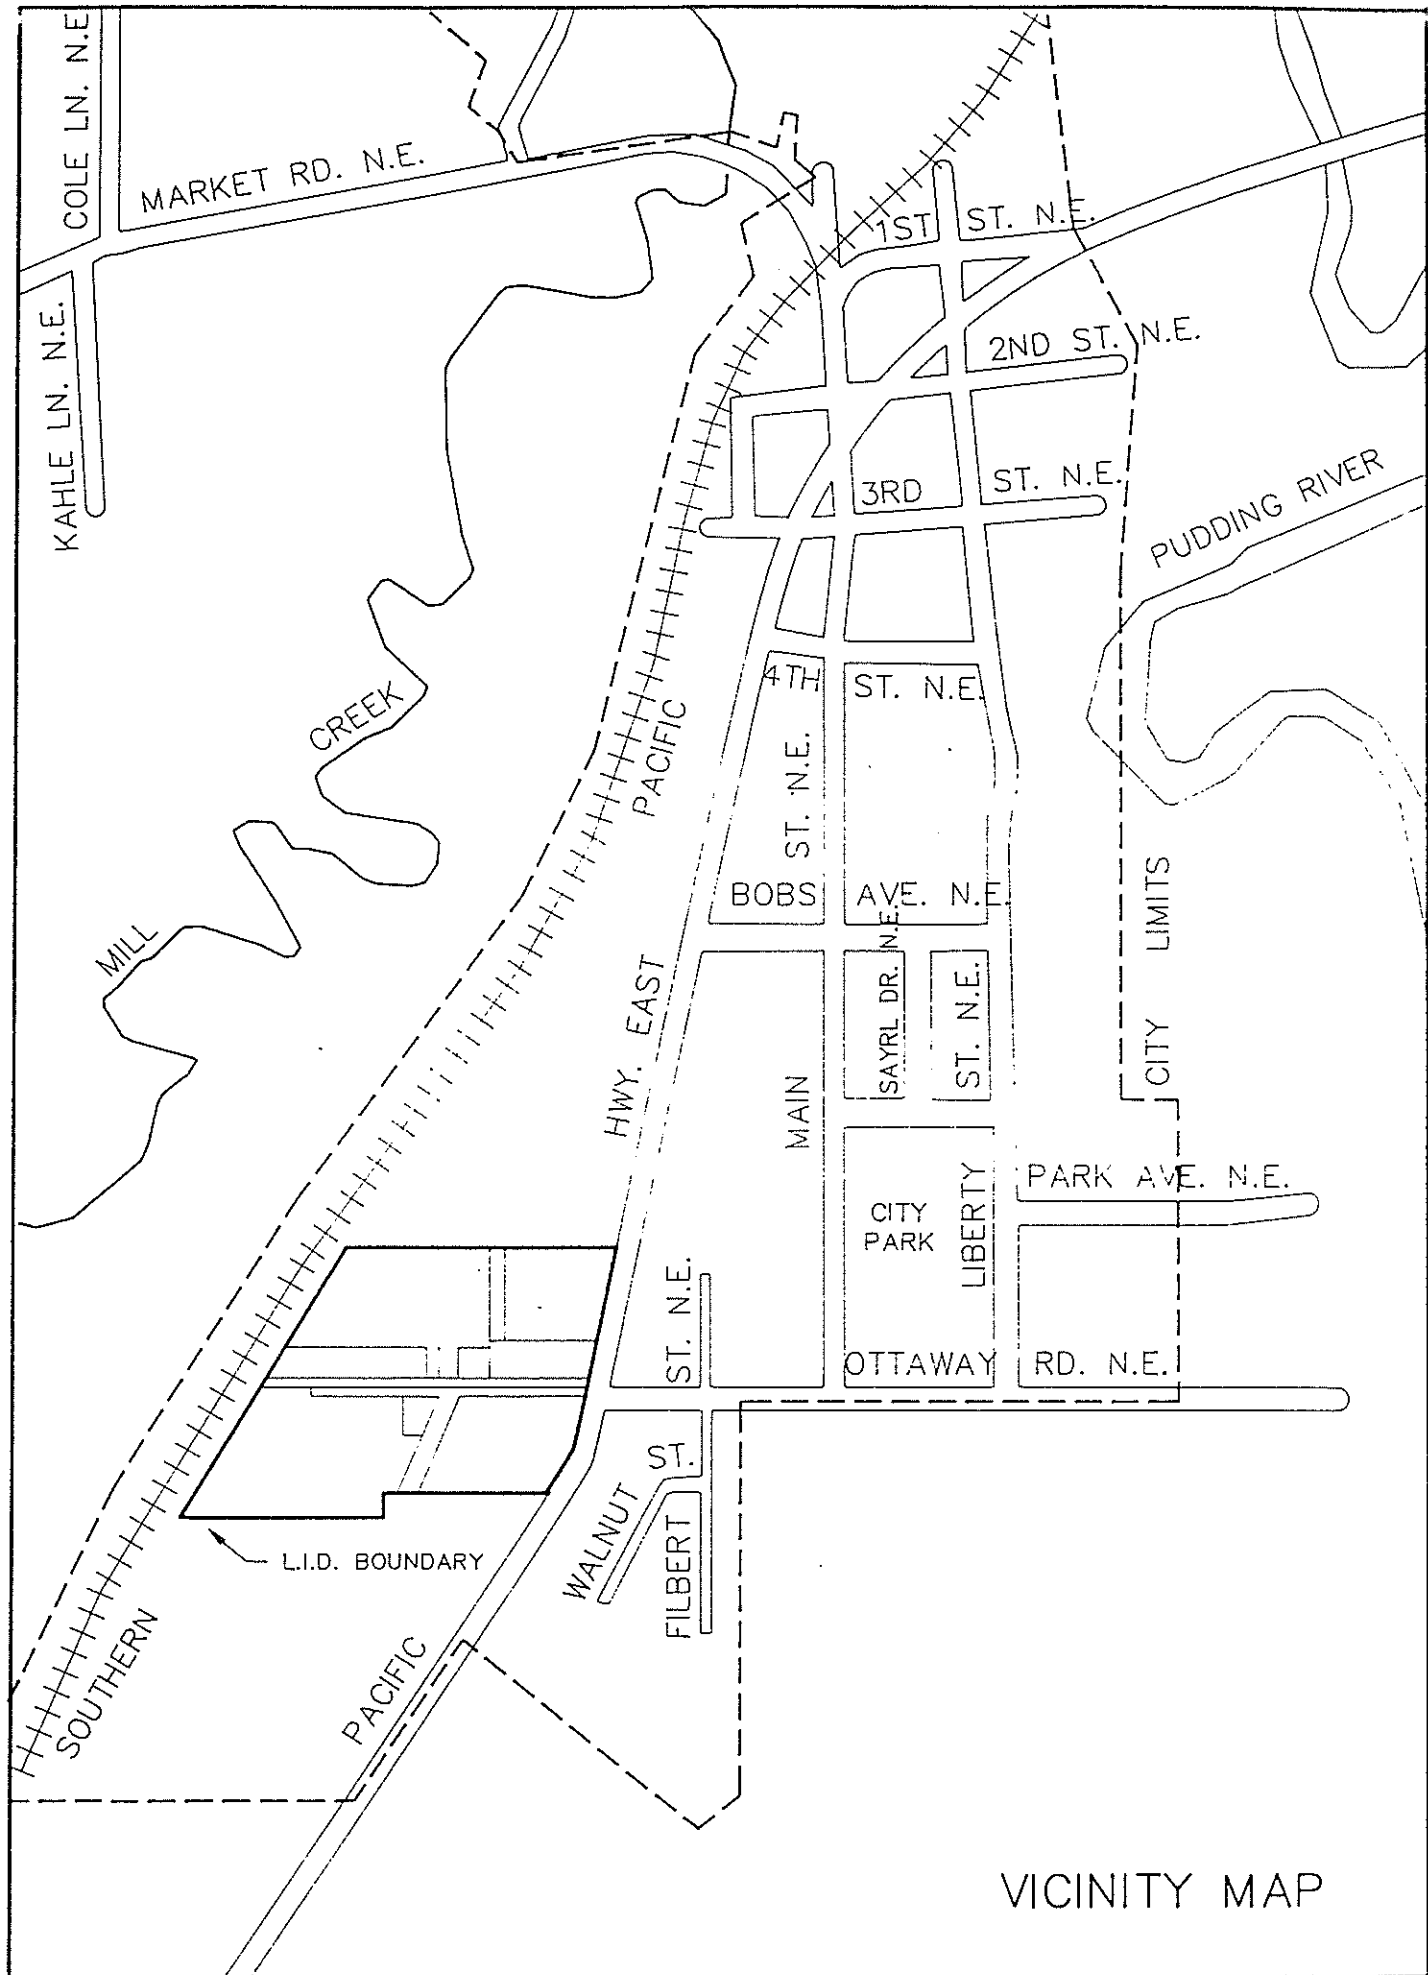 COLE LN. N.E
MARKET RD. N.E.
KAHLE LN. N.E.
1ST ST. N.E.
2ND ST. N.E.
3RD ST. N.E.
PUDDING RIVER
4TH ST. N.E.
MILL CREEK
SOUTHERN PACIFIC
PACIFIC HWY. EAST
MAIN ST. N.E.
BOBS AVE. N.E.
SAYRL DR. N.E.
LIBERTY ST. N.E.
CITY LIMITS
PARK AVE. N.E.
CITY
PARK
OTTAWAY RD. N.E.
FILBERT ST. N.E.
WALNUT ST.
L.I.D. BOUNDARY
VICINITY MAP